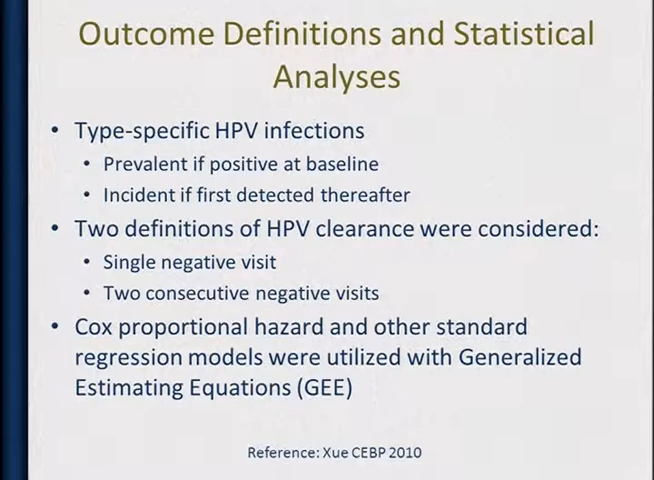 Outcome Definitions and Statistical
Analyses
• Type-specific HPV infections
• Prevalent if positive at baseline
• Incident if first detected thereafter
• Two definitions of HPV clearance were considered:
• Single negative visit
• Two consecutive negative visits
• Cox proportional hazard and other standard
regression models were utilized with Generalized
Estimating Equations (GEE)
Reference: Xue CEBP 2010